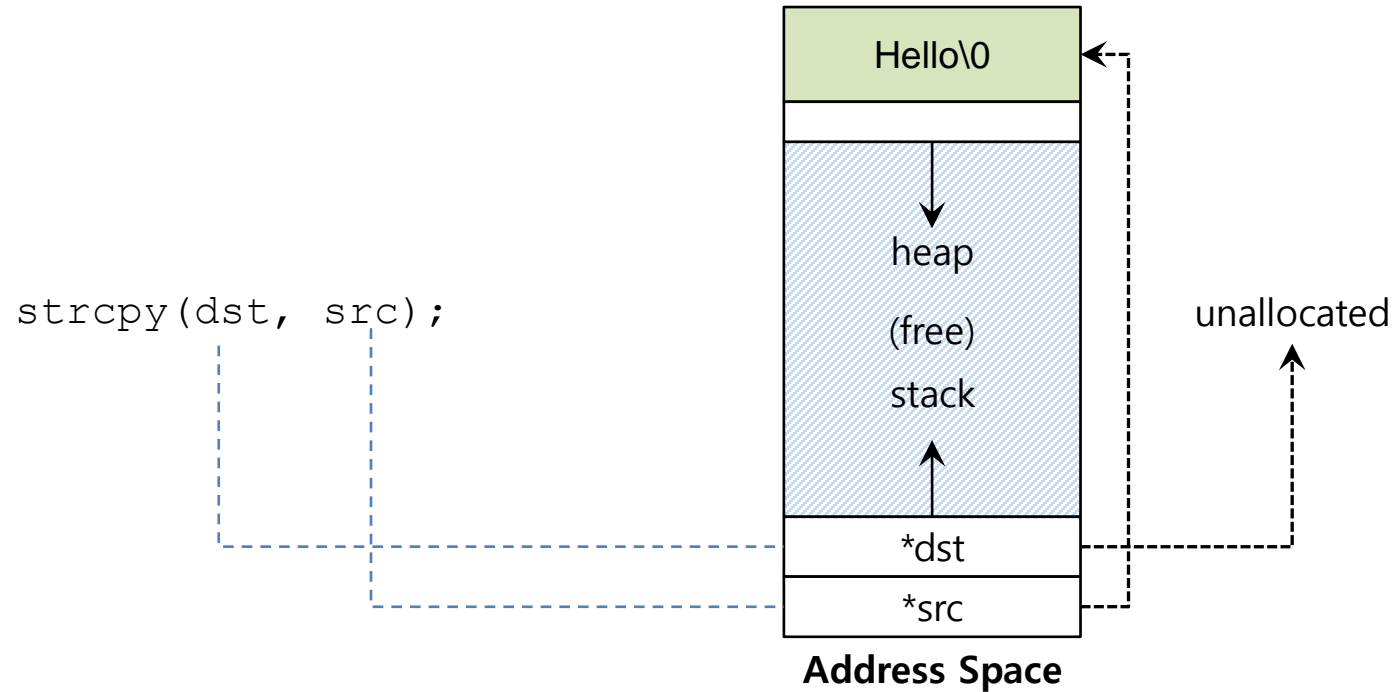 Hello\0
heap
strcpy(dst, src);
(free)
unallocated
stack
*dst
*src
Address Space